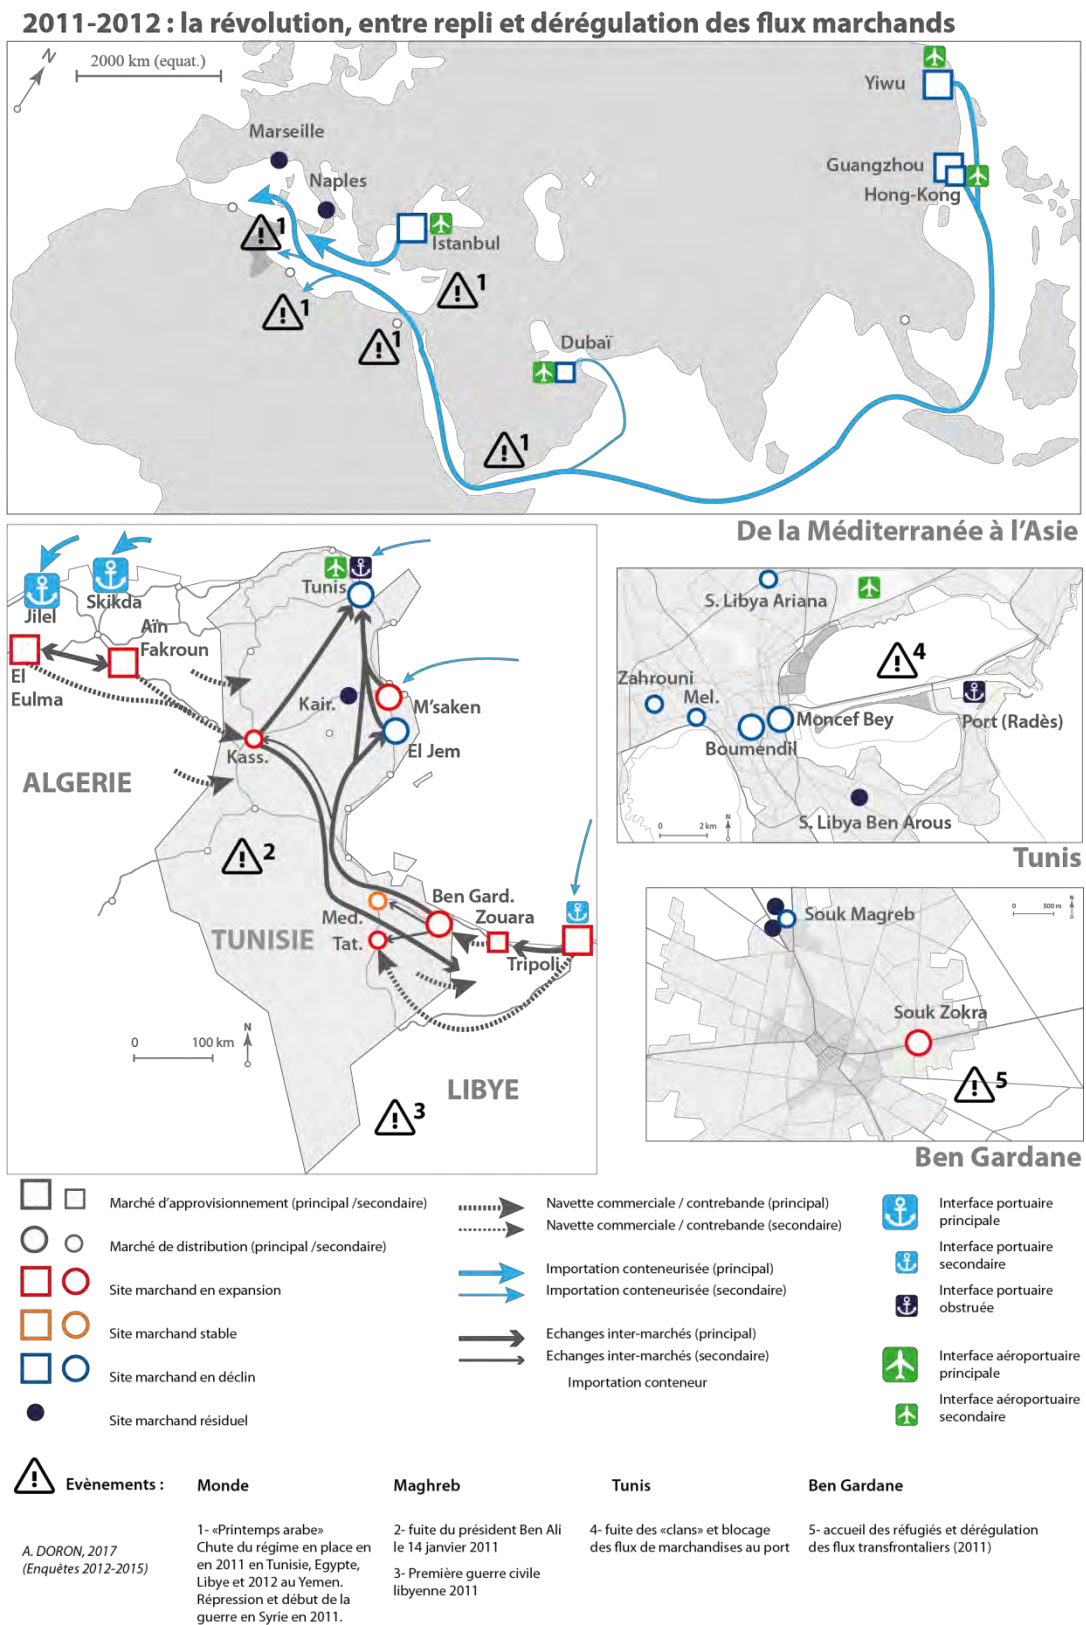 2011-2012 : la révolution, entre repli et dérégulation des flux marchands
N
2000 km (equat.)
Yiwu
Marseille
Guangzhou
Hong-Kong
Naples
1
Istanbul
1
1
1
Dubaï
1
De la Méditerranée à l'Asie
Jilel
Skikda
Tunis
Aïn
Fakroun
El
Eulma
Kair.
M'saken
Kass.
El Jem
ALGERIE
2
Ben Gard.
Med.
Zouara
TUNISIE
Tat.
Tripoli
N
0 100 km
LIBYE
3
S. Libya Ariana
4
Zahrouni
Mel.
Moncef Bey
Port (Radès)
Boumendil
S. Libya Ben Arous
0 2 km
N
Tunis
Souk Magreb
0 500 m
N
Souk Zokra
5
Ben Gardane
Marché d'approvisionnement (principal /secondaire)
Marché de distribution (principal /secondaire)
Site marchand en expansion
Site marchand stable
Site marchand en déclin
Site marchand résiduel
Navette commerciale / contrebande (principal)
Navette commerciale / contrebande (secondaire)
Importation conteneurisée (principal)
Importation conteneurisée (secondaire)
Echanges inter-marchés (principal)
Echanges inter-marchés (secondaire)
Importation conteneur
Interface portuaire
principale
Interface portuaire
secondaire
Interface portuaire
obstruée
Interface aéroportuaire
principale
Interface aéroportuaire
secondaire
Evènements :
A. DORON, 2017
(Enquêtes 2012-2015)
Monde
1- «Printemps arabe»
Chute du régime en place en
en 2011 en Tunisie, Egypte,
Libye et 2012 au Yemen.
Répression et début de la
guerre en Syrie en 2011.
Maghreb
2- fuite du président Ben Ali
le 14 janvier 2011
3- Première guerre civile
libyenne 2011
Tunis
4- fuite des «clans» et blocage
des flux de marchandises au port
Ben Gardane
5- accueil des réfugiés et dérégulation
des flux transfrontaliers (2011)